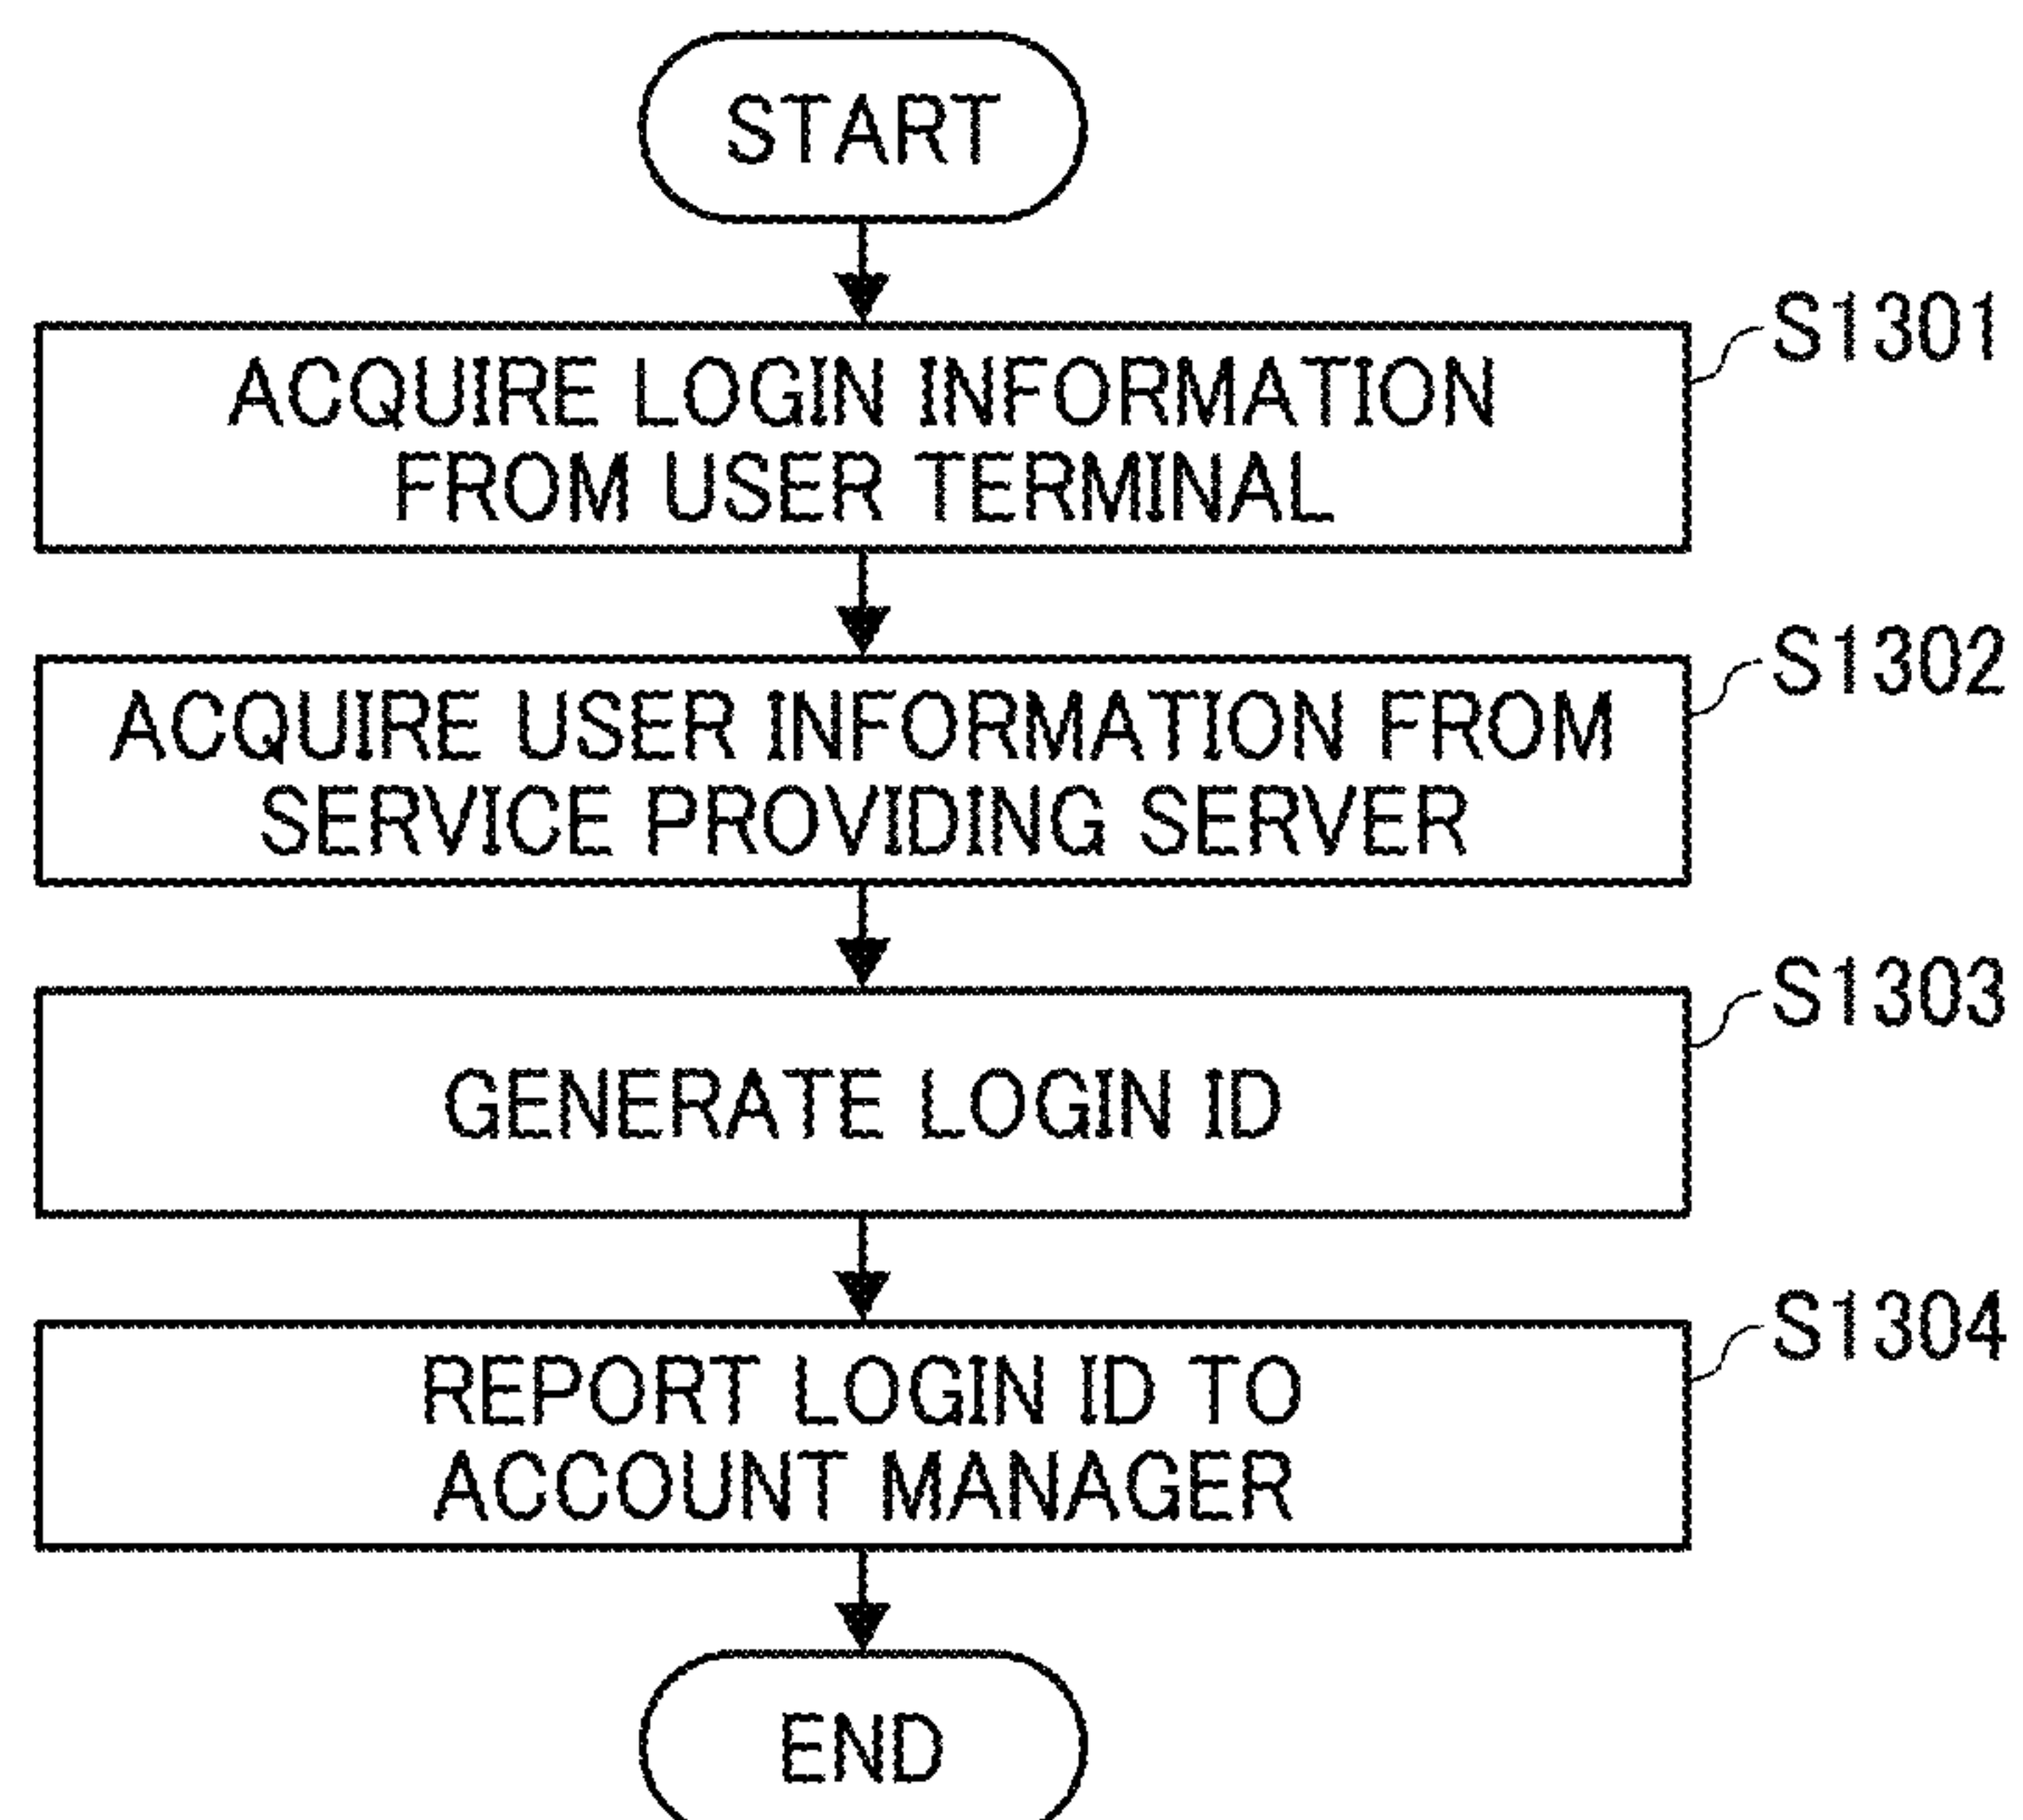 START
S1301
ACQUIRE LOGIN INFORMATION
FROM USER TERMINAL
S1302
ACQUIRE USER INFORMATION FROM
SERVICE PROVIDING SERVER
S1303
GENERATE LOGIN ID
S1304
REPORT LOGIN ID TO
ACCOUNT MANAGER
END